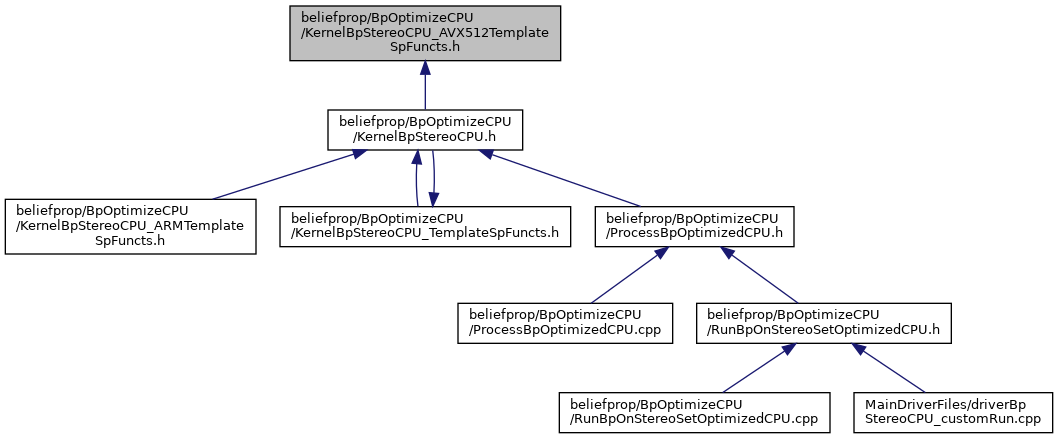 beliefprop/BpOptimizeCPU
/KernelBpStereoCPU_AVX512Template
SpFuncts.h
beliefprop/BpOptimizeCPU
/KernelBpStereoCPU.h
beliefprop/BpOptimizeCPU
/KernelBpStereoCPU_ARMTemplate
SpFuncts.h
beliefprop/BpOptimizeCPU
/KernelBpStereoCPU_TemplateSpFuncts.h
beliefprop/BpOptimizeCPU
/ProcessBpOptimizedCPU.h
beliefprop/BpOptimizeCPU
/ProcessBpOptimizedCPU.cpp
beliefprop/BpOptimizeCPU
/RunBpOnStereoSetOptimizedCPU.h
beliefprop/BpOptimizeCPU
/RunBpOnStereoSetOptimizedCPU.cpp
MainDriverFiles/driverBp
StereoCPU_customRun.cpp